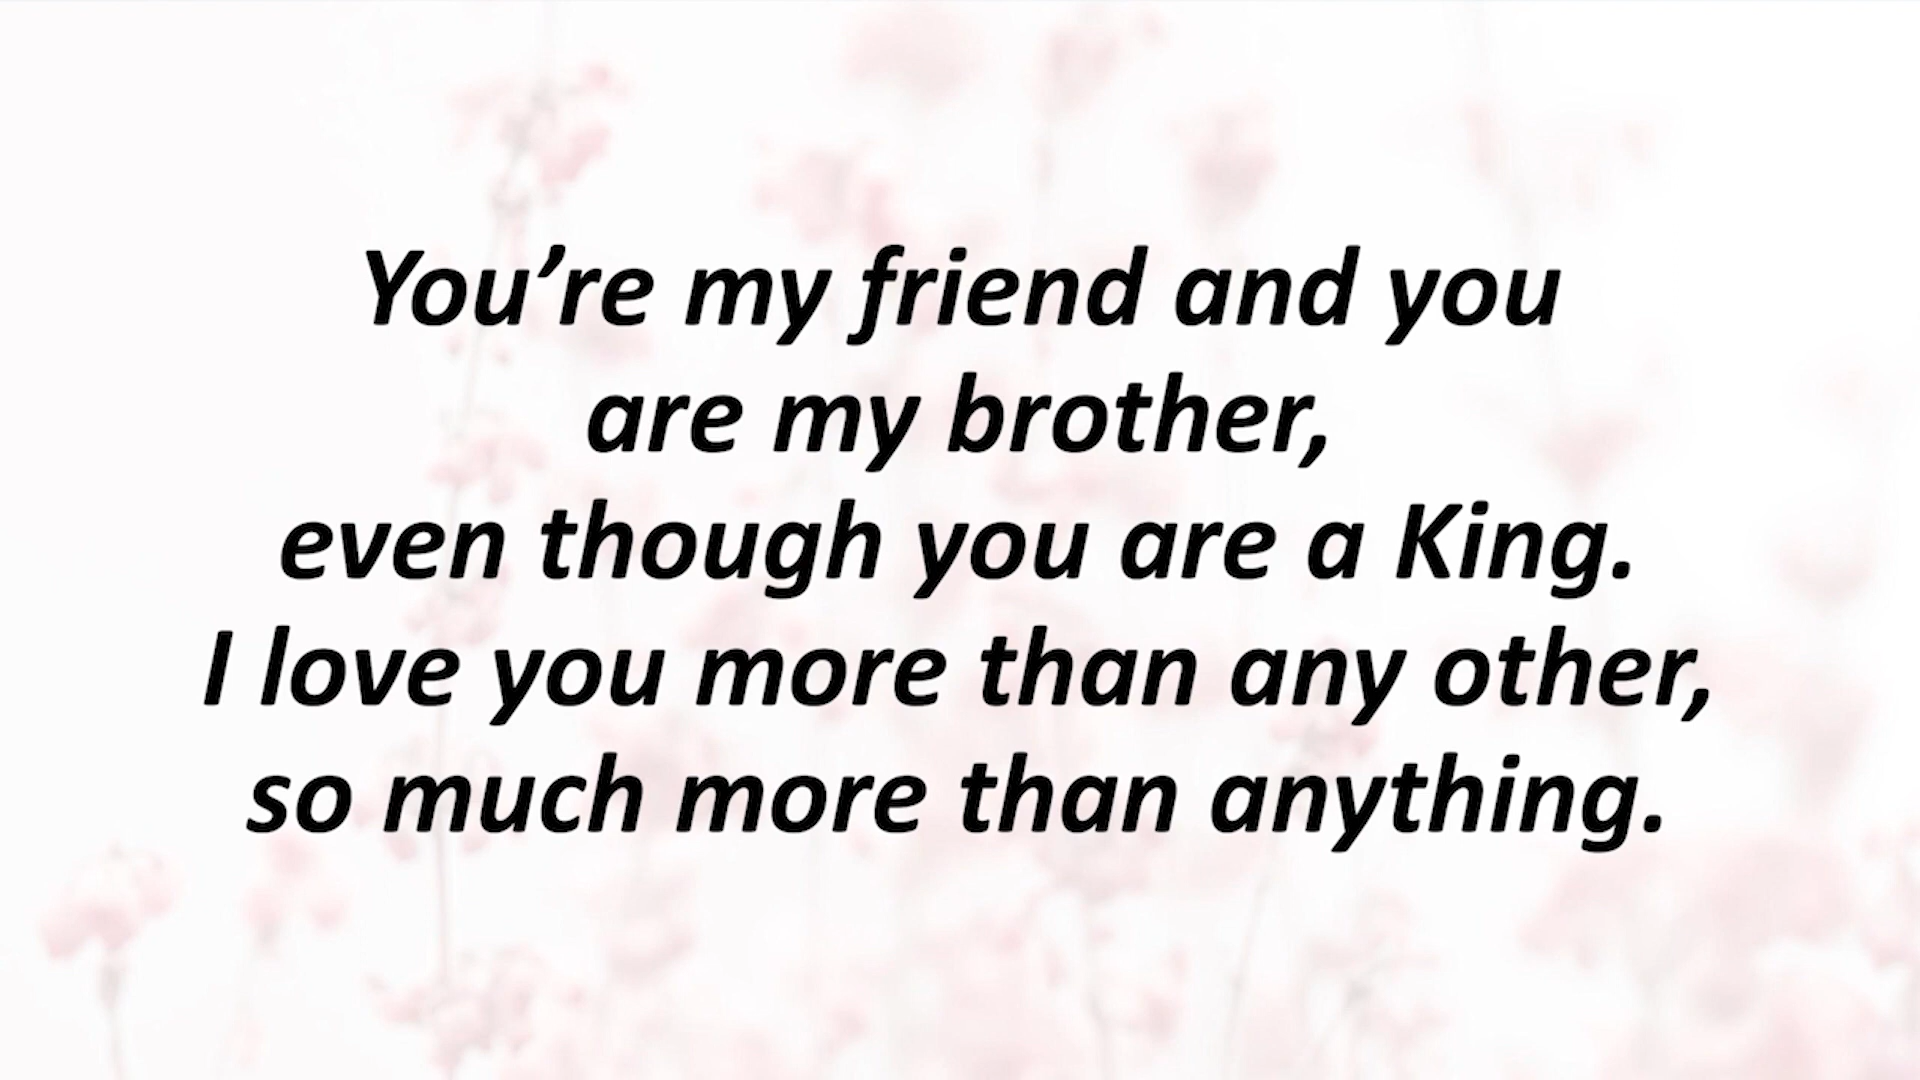 You’re my friend and you
are my brother,
even though you are a King.
I love you more than any other,
so much more than anything.